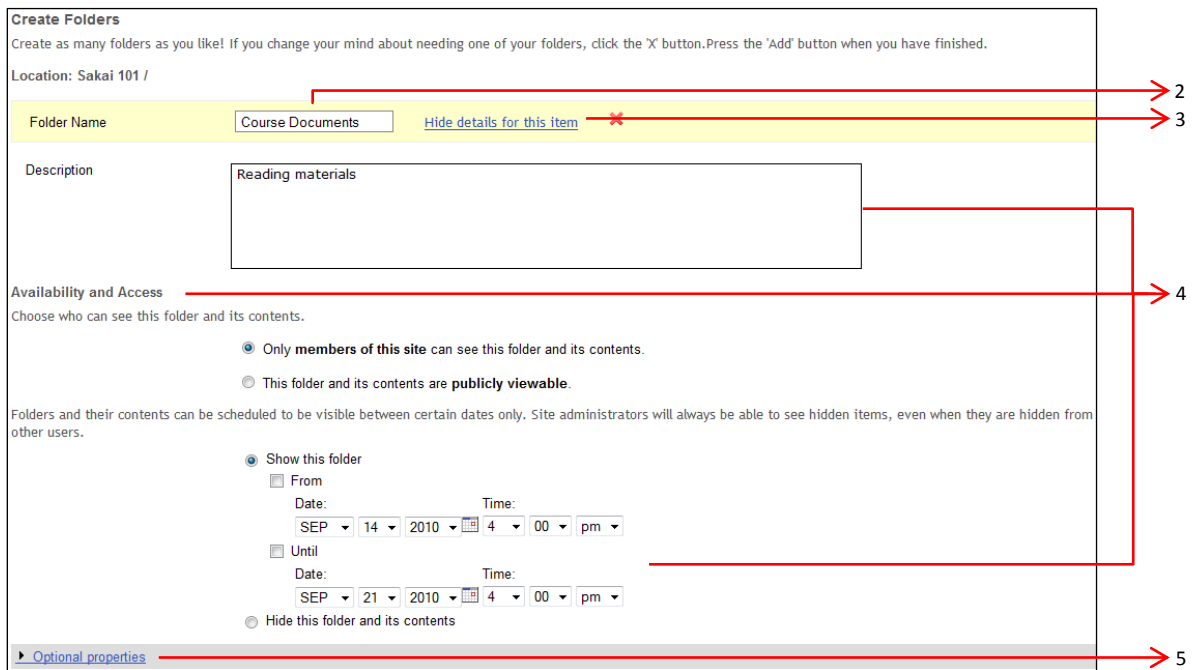 Create Folders
Create as many folders as you like! If you change your mind about needing one of your folders, click the 'X' button.Press the 'Add' button when you have finished.
Location: Sakai 101 /
2
Folder Name Course Documents Hide details for this item 3
Description Reading materials
Availability and Access 4
Choose who can see this folder and its contents.
Only members of this site can see this folder and its contents.
This folder and its contents are publicly viewable.
Folders and their contents can be scheduled to be visible between certain dates only. Site administrators will always be able to see hidden items, even when they are hidden from
other users.
Show this folder
From
Date: Time:
SEP 14 2010 4 00 pm
Until
Date: Time:
SEP 21 2010 4 00 pm
Hide this folder and its contents
Optional properties 5